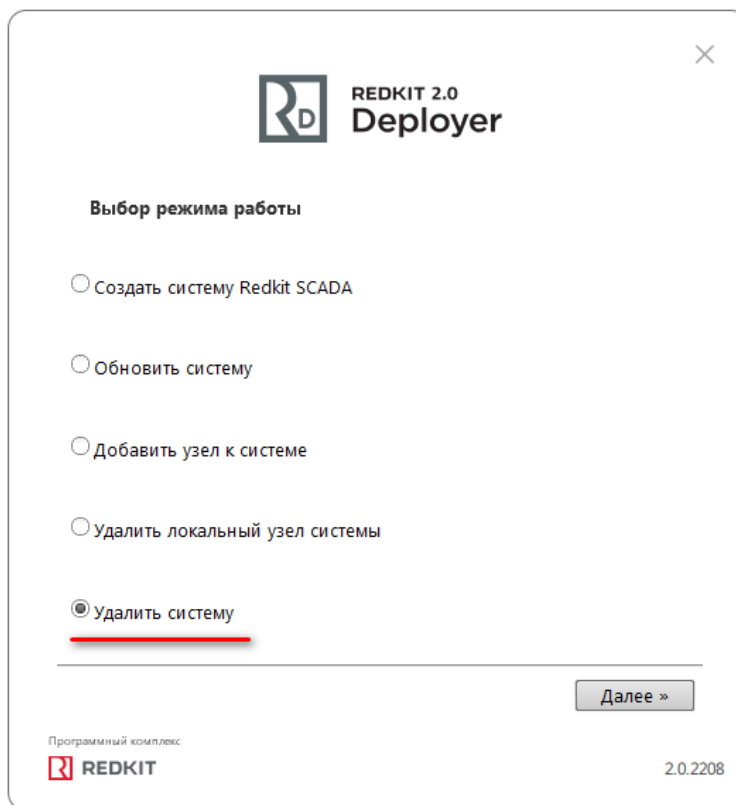 REDKIT 2.0
Deployer
Выбор режима работы
Создать систему Redkit SCADA
Обновить систему
Добавить узел к системе
Удалить локальный узел системы
Удалить систему
Далее »
Программный комплекс
REDKIT
2.0.2208